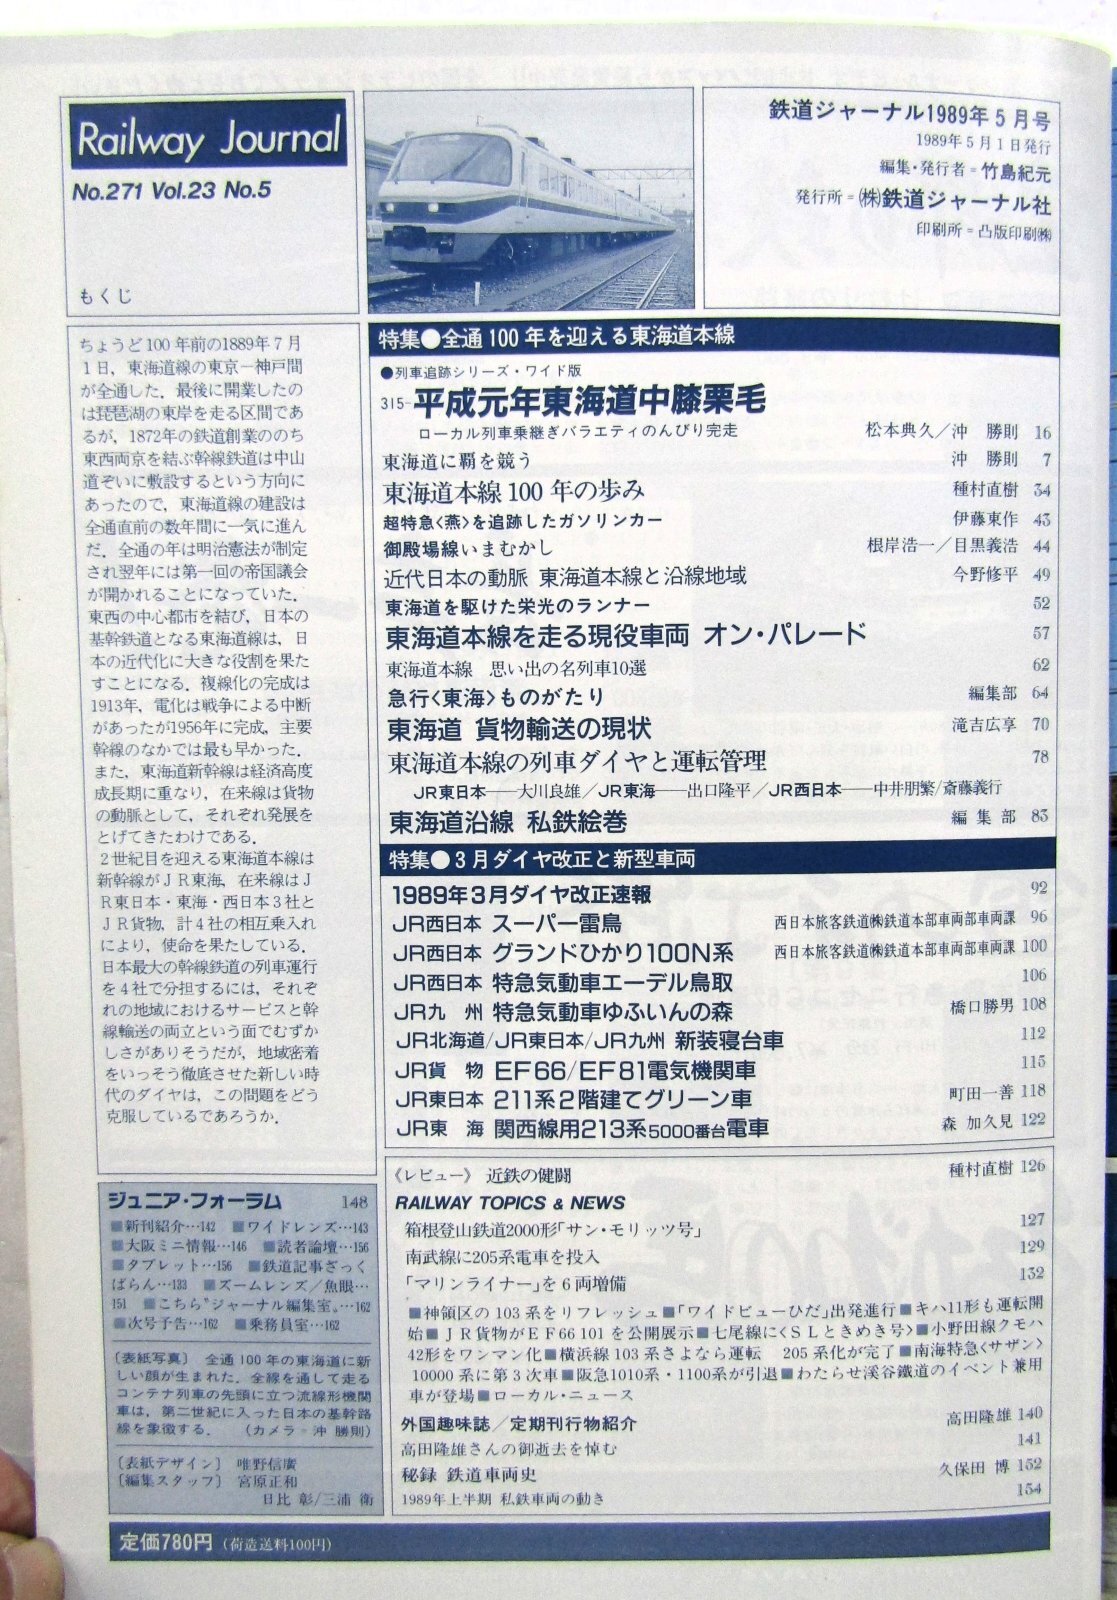 Railway Journal
No.271 Vol.23 No.5
もくじ
鉄道ジャーナル1989年5月号
1989年5月1日発行
編集・発行者=竹島紀元
発行所=㈱鉄道ジャーナル社
印刷所=凸版印刷㈱
ちょうど100年前の1889年7月
1日，東海道線の東京−神戸間
が全通した．最後に開業したの
は琵琶湖の東岸を走る区間であ
るが，1872年の鉄道創業ののち
東西両京を結ぶ幹線鉄道は中山
道ぞいに敷設するという方向に
あったので，東海道線の建設は
全通直前の数年間に一気に進ん
だ．全通の年は明治憲法が制定
され翌年には第一回の帝国議会
が開かれることになっていた．
東西の中心都市を結び，日本の
基幹鉄道となる東海道線は，日
本の近代化に大きな役割を果た
すことになる．複線化の完成は
1913年，電化は戦争による中断
があったが1956年に完成，主要
幹線のなかでは最も早かった．
また，東海道新幹線は経済高度
成長期に重なり，在来線は貨物
の動脈として，それぞれ発展を
とげてきたわけである．
2世紀目を迎える東海道本線は
新幹線がＪＲ東海，在来線はＪ
Ｒ東日本・東海・西日本3社と
ＪＲ貨物，計4社の相互乗入れ
により，使命を果たしている．
日本最大の幹線鉄道の列車運行
を4社で分担するには，それぞ
れの地域におけるサービスと幹
線輸送の両立という面でむずか
しさがありそうだが，地域密着
をいっそう徹底させた新しい時
代のダイヤは，この問題をどう
克服しているであろうか．
特集●全通100年を迎える東海道本線
●列車追跡シリーズ・ワイド版
315-平成元年東海道中膝栗毛
ローカル列車乗継ぎバラエティのんびり完走 松本典久／沖 勝則 16
東海道に覇を競う 沖 勝則 7
東海道本線100年の歩み 種村直樹 34
超特急〈燕〉を追跡したガソリンカー 伊藤東作 43
御殿場線いまむかし 根岸浩一／目黒義浩 44
近代日本の動脈 東海道本線と沿線地域 今野修平 49
東海道を駆けた栄光のランナー 52
東海道本線を走る現役車両 オン・パレード 57
東海道本線 思い出の名列車10選 62
急行〈東海〉ものがたり 編集部 64
東海道 貨物輸送の現状 滝吉広享 70
東海道本線の列車ダイヤと運転管理 78
JR東日本──大川良雄／JR東海──出口隆平／JR西日本──中井朋繁／斎藤義行
東海道沿線 私鉄絵巻 編集部 83
特集●3月ダイヤ改正と新型車両
1989年3月ダイヤ改正速報 92
JR西日本 スーパー雷鳥 西日本旅客鉄道㈱鉄道本部車両部車両課 96
JR西日本 グランドひかり100N系 西日本旅客鉄道㈱鉄道本部車両部車両課 100
JR西日本 特急気動車エーデル鳥取 106
JR九 州 特急気動車ゆふいんの森 橋口勝男 108
JR北海道/JR東日本/JR九州 新装寝台車 112
JR貨 物 EF66/EF81電気機関車 115
JR東日本 211系2階建てグリーン車 町田一善 118
JR東 海 関西線用213系5000番台電車 森 加久見 122
《レビュー》 近鉄の健闘 種村直樹 126
RAILWAY TOPICS & NEWS
箱根登山鉄道2000形「サン・モリッツ号」 127
南武線に205系電車を投入 129
「マリンライナー」を6両増備 132
■神領区の103系をリフレッシュ■「ワイドビューひだ」出発進行■キハ11形も運転開
始■ＪＲ貨物がＥＦ66 101を公開展示■七尾線に〈ＳＬときめき号〉■小野田線クモハ
42形をワンマン化■横浜線103系さよなら運転 205系化が完了■南海特急〈サザン〉
10000系に第3次車■阪急1010系・1100系が引退■わたらせ渓谷鐵道のイベント兼用
車が登場■ローカル・ニュース
外国趣味誌／定期刊行物紹介 高田隆雄 140
高田隆雄さんの御逝去を悼む 141
秘録 鉄道車両史 久保田 博 152
1989年上半期 私鉄車両の動き 154
ジュニア・フォーラム 148
■新刊紹介…142 ■ワイドレンズ…143
■大阪ミニ情報…146 ■読者論壇…156
■タブレット…156 ■鉄道記事ざっく
ばらん…133 ■ズームレンズ／魚眼…
151 ■こちら"ジャーナル編集室〟…162
■次号予告…162 ■乗務員室…162
〔表紙写真〕 全通100年の東海道に新
しい顔が生まれた．全線を通して走る
コンテナ列車の先頭に立つ流線形機関
車は，第二世紀に入った日本の基幹路
線を象徴する． （カメラ＝沖 勝則）
〔表紙デザイン〕 唯野信廣
〔編集スタッフ〕 宮原正和
日比 彰/三浦 衛
定価780円（荷造送料100円）